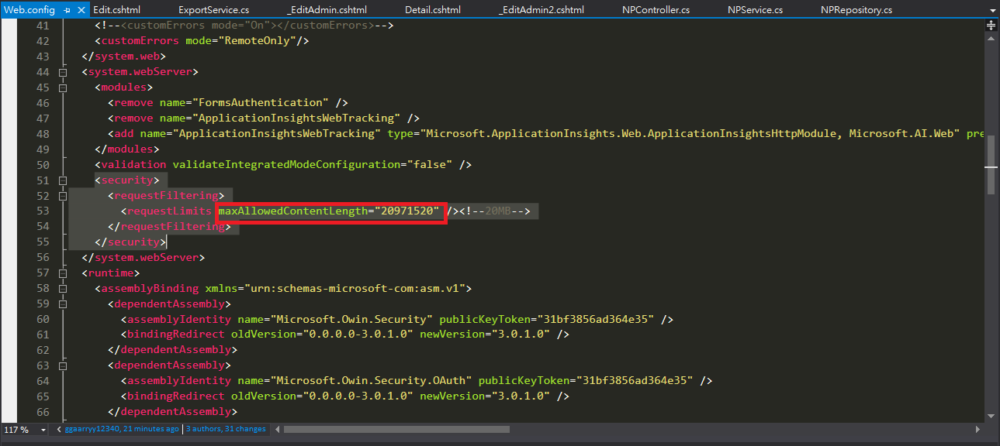 Web.config Edit.cshtml ExportService.cs _EditAdmin.cshtml Detail.cshtml _EditAdmin2.cshtml NPController.cs NPService.cs NPRepository.cs
41 <!--<customErrors mode="On"></customErrors>-->
42 <customErrors mode="RemoteOnly"/>
43 </system.web>
44 <system.webServer>
45 <modules>
46 <remove name="FormsAuthentication" />
47 <remove name="ApplicationInsightsWebTracking" />
48 <add name="ApplicationInsightsWebTracking" type="Microsoft.ApplicationInsights.Web.ApplicationInsightsHttpModule, Microsoft.AI.Web" pre
49 </modules>
50 <validation validateIntegratedModeConfiguration="false" />
51 <security>
52 <requestFiltering>
53 <requestLimits maxAllowedContentLength="20971520" /><!--20MB-->
54 </requestFiltering>
55 </security>
56 </system.webServer>
57 <runtime>
58 <assemblyBinding xmlns="urn:schemas-microsoft-com:asm.v1">
59 <dependentAssembly>
60 <assemblyIdentity name="Microsoft.Owin.Security" publicKeyToken="31bf3856ad364e35" />
61 <bindingRedirect oldVersion="0.0.0.0-3.0.1.0" newVersion="3.0.1.0" />
62 </dependentAssembly>
63 <dependentAssembly>
64 <assemblyIdentity name="Microsoft.Owin.Security.OAuth" publicKeyToken="31bf3856ad364e35" />
65 <bindingRedirect oldVersion="0.0.0.0-3.0.1.0" newVersion="3.0.1.0" />
66 </dependentAssembly>
117 % ggaarryy12340, 21 minutes ago | 3 authors, 31 changes